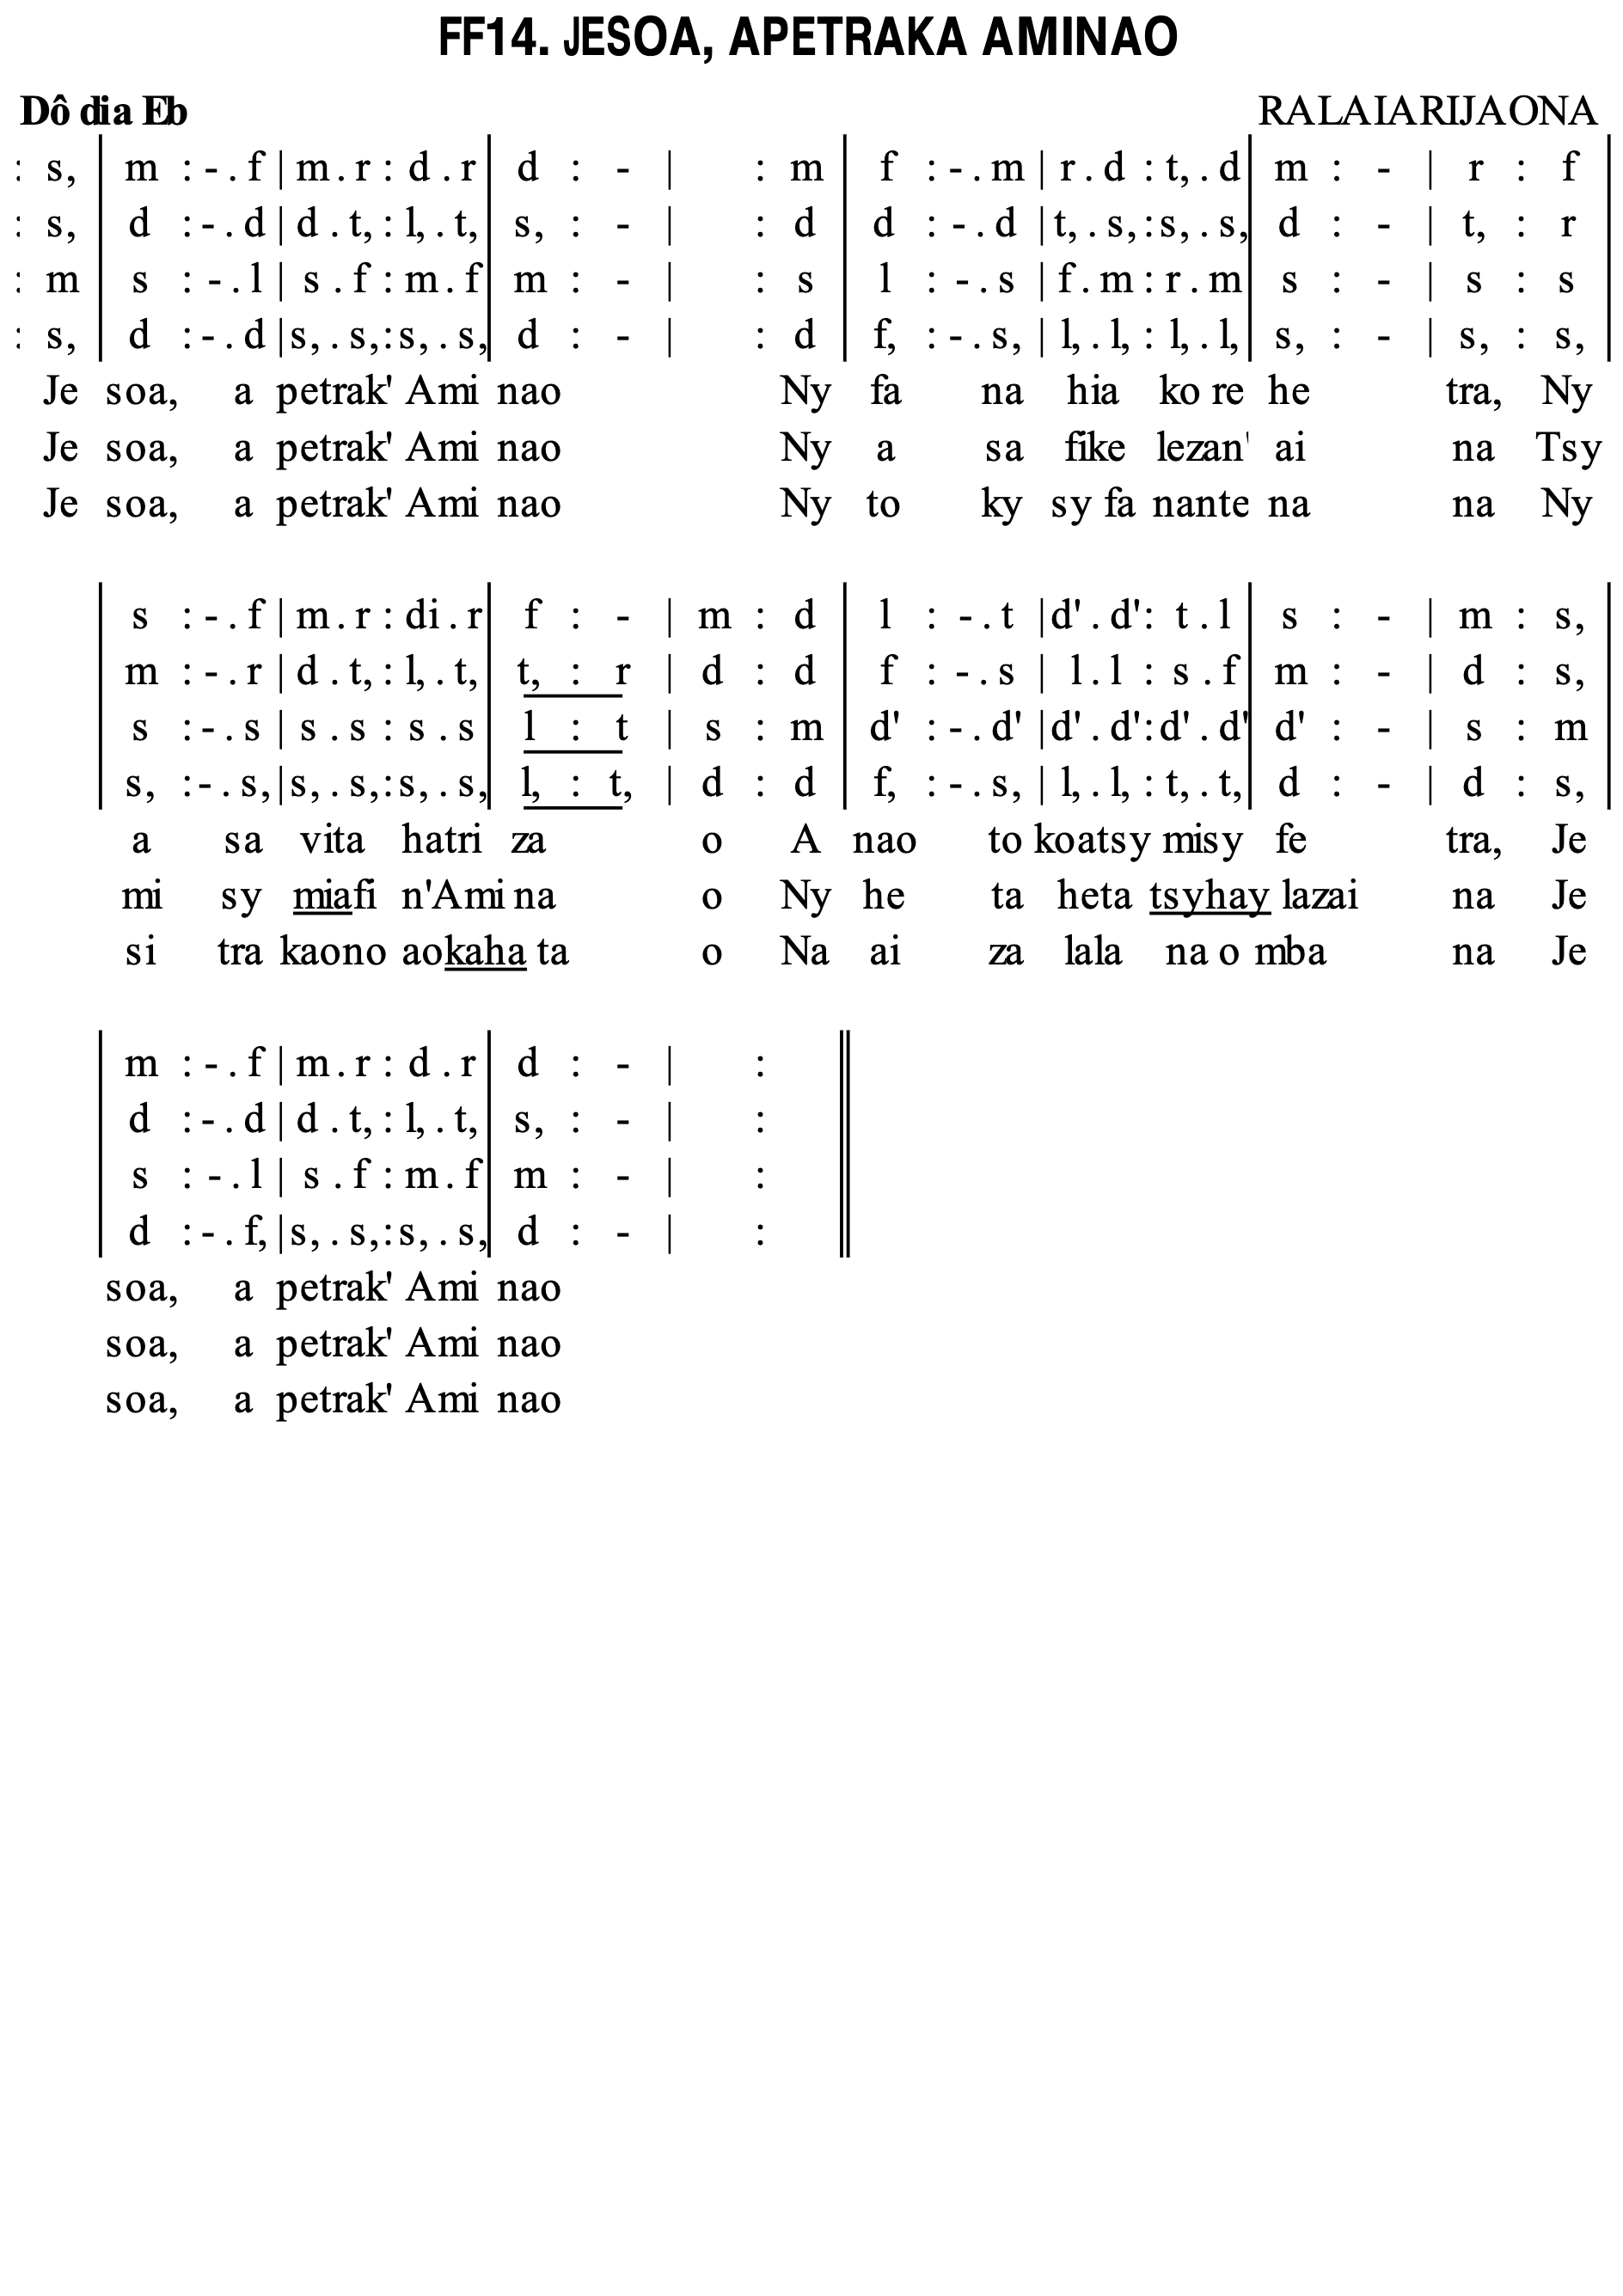 FF14. JESOA, APETRAKA AMINAO
Dô dia Eb RALAIARIJAONA
: s, | m : - . f | m . r : d . r | d : - | : m | f : - . m | r . d : t, . d | m : - | r : f |
: s, | d : - . d | d . t, : l, . t, | s, : - | : d | d : - . d | t, . s, : s, . s, | d : - | t, : r |
: m | s : - . l | s . f : m . f | m : - | : s | l : - . s | f . m : r . m | s : - | s : s |
: s, | d : - . d | s, . s, : s, . s, | d : - | : d | f, : - . s, | l, . l, : l, . l, | s, : - | s, : s, |
Je soa, a petrak' Ami nao Ny fa na hia ko re he tra, Ny
Je soa, a petrak' Ami nao Ny a sa fike lezan' ai na Tsy
Je soa, a petrak' Ami nao Ny to ky sy fa nante na na Ny
| s : - . f | m . r : di . r | f : - | m : d | l : - . t | d' . d' : t . l | s : - | m : s, |
| m : - . r | d . t, : l, . t, | t, : r | d : d | f : - . s | l . l : s . f | m : - | d : s, |
| s : - . s | s . s : s . s | l : t | s : m | d' : - . d' | d' . d' : d' . d' | d' : - | s : m |
| s, : - . s, | s, . s, : s, . s, | l, : t, | d : d | f, : - . s, | l, . l, : t, . t, | d : - | d : s, |
a sa vita hatri za o A nao to koatsy misy fe tra, Je
mi sy miafi n'Ami na o Ny he ta heta tsyhay lazai na Je
si tra kaono aokaha ta o Na ai za lala na o mba na Je
| m : - . f | m . r : d . r | d : - | : ||
| d : - . d | d . t, : l, . t, | s, : - | : ||
| s : - . l | s . f : m . f | m : - | : ||
| d : - . f, | s, . s, : s, . s, | d : - | : ||
soa, a petrak' Ami nao
soa, a petrak' Ami nao
soa, a petrak' Ami nao